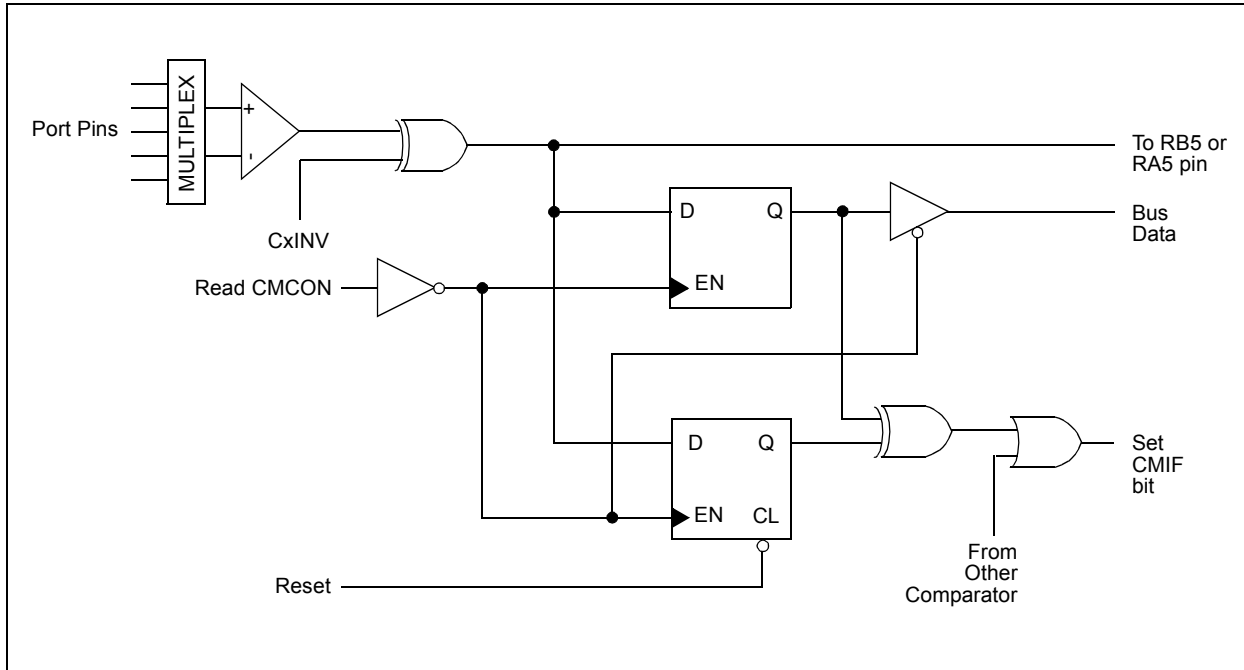 MULTIPLEX
Port Pins
+
-
CxINV
To RB5 or
RA5 pin
D
Q
EN
Bus
Data
Read CMCON
D
Q
EN
CL
Set
CMIF
bit
From
Other
Comparator
Reset